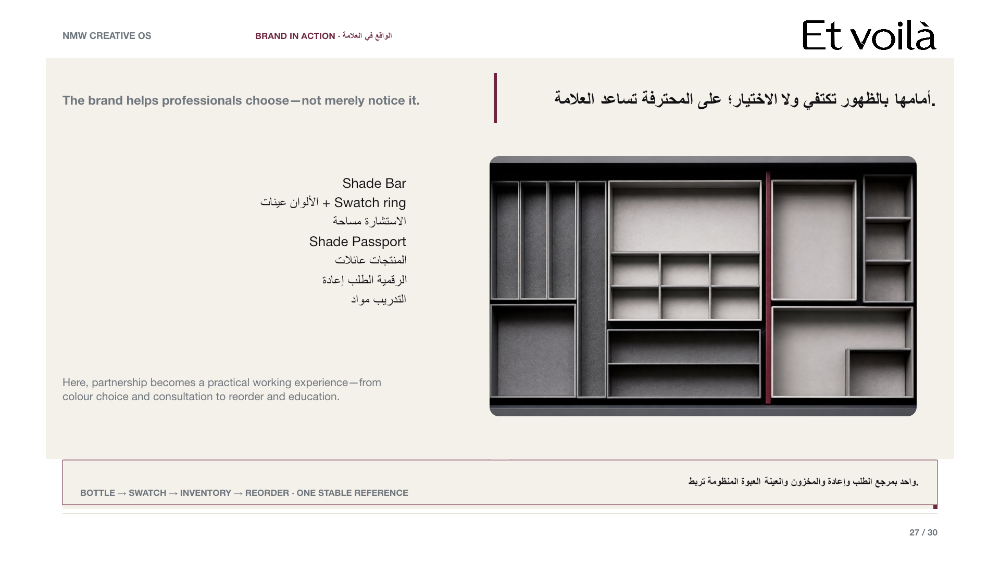 NMW CREATIVE OS
BRAND IN ACTION · الواقع في العلامة
Et voilà
The brand helps professionals choose—not merely notice it.
.أمامها بالظهور تكتفي ولا الاختيار؛ على المحترفة تساعد العلامة
Shade Bar
Swatch ring + الألوان عينات
الاستشارة مساحة
Shade Passport
المنتجات عائلات
الرقمية الطلب إعادة
التدريب مواد
Here, partnership becomes a practical working experience—from
colour choice and consultation to reorder and education.
.واحد بمرجع الطلب وإعادة والمخزون والعينة العبوة المنظومة تربط
BOTTLE → SWATCH → INVENTORY → REORDER · ONE STABLE REFERENCE
27 / 30